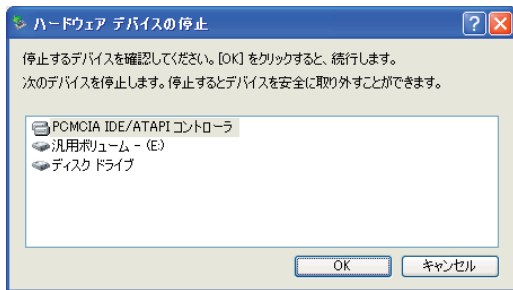 ハードウェア デバイスの停止
停止するデバイスを確認してください。[OK] をクリックすると、続行します。
次のデバイスを停止します。停止するとデバイスを安全に取り外すことができます。
PCMCIA IDE/ATAPI コントローラ
汎用ボリューム - (E:)
ディスク ドライブ
OK キャンセル